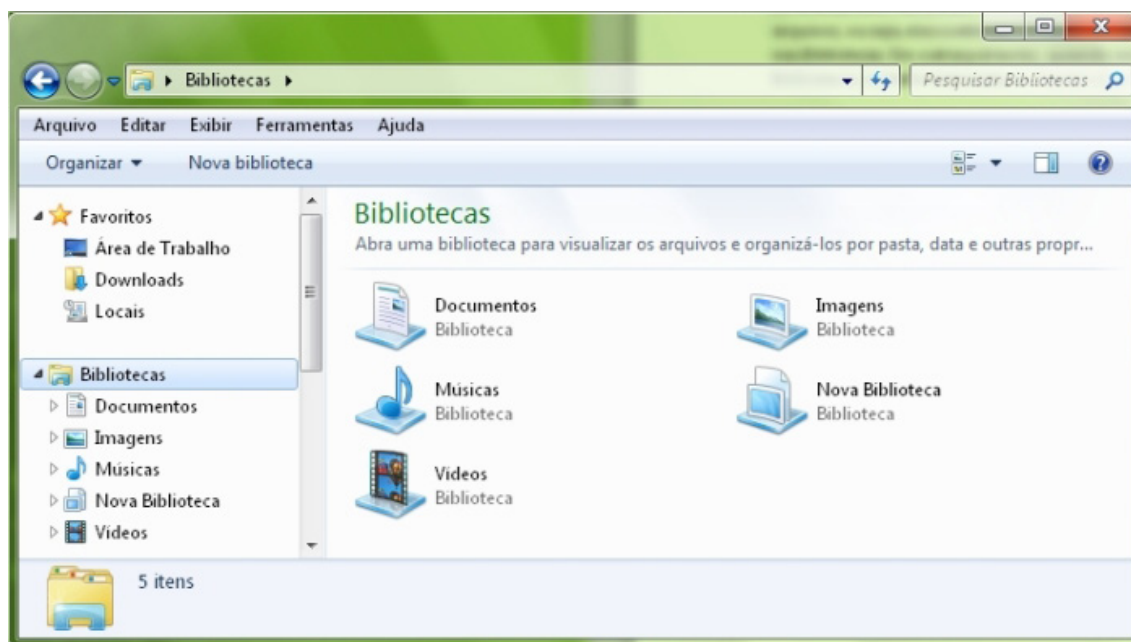 Bibliotecas
Pesquisar Bibliotecas
Arquivo Editar Exibir Ferramentas Ajuda
Organizar Nova biblioteca
Favoritos
Área de Trabalho
Downloads
Locais
Bibliotecas
Documentos
Imagens
Músicas
Nova Biblioteca
Vídeos
Bibliotecas
Abra uma biblioteca para visualizar os arquivos e organizá-los por pasta, data e outras propr...
Documentos
Biblioteca
Imagens
Biblioteca
Músicas
Biblioteca
Nova Biblioteca
Biblioteca
Vídeos
Biblioteca
5 itens